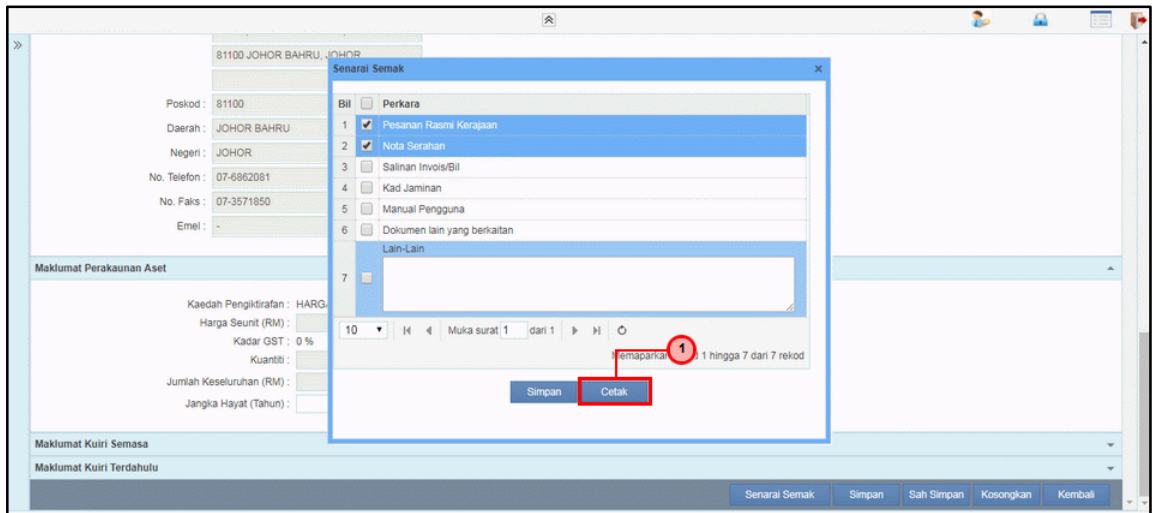 81100 JOHOR BAHRU, JOHOR
Poskod : 81100
Daerah : JOHOR BAHRU
Negeri : JOHOR
No. Telefon : 07-6862081
No. Faks : 07-3571850
Emel : -
Maklumat Perakaunan Aset
Kaedah Pengiktirafan : HARGA
Harga Seunit (RM) :
Kadar GST : 0 %
Kuantiti :
Jumlah Keseluruhan (RM) :
Jangka Hayat (Tahun) :
Maklumat Kuiri Semasa
Maklumat Kuiri Terdahulu
Senarai Semak
Bil Perkara
1 Pesanan Rasmi Kerajaan
2 Nota Serahan
3 Salinan Invois/Bil
4 Kad Jaminan
5 Manual Pengguna
6 Dokumen lain yang berkaitan
Lain-Lain
7
10 Muka surat 1 dari 1
Memaparkan 1 hingga 7 dari 7 rekod
1
Simpan Cetak
Senarai Semak Simpan Sah Simpan Kosongkan Kembali